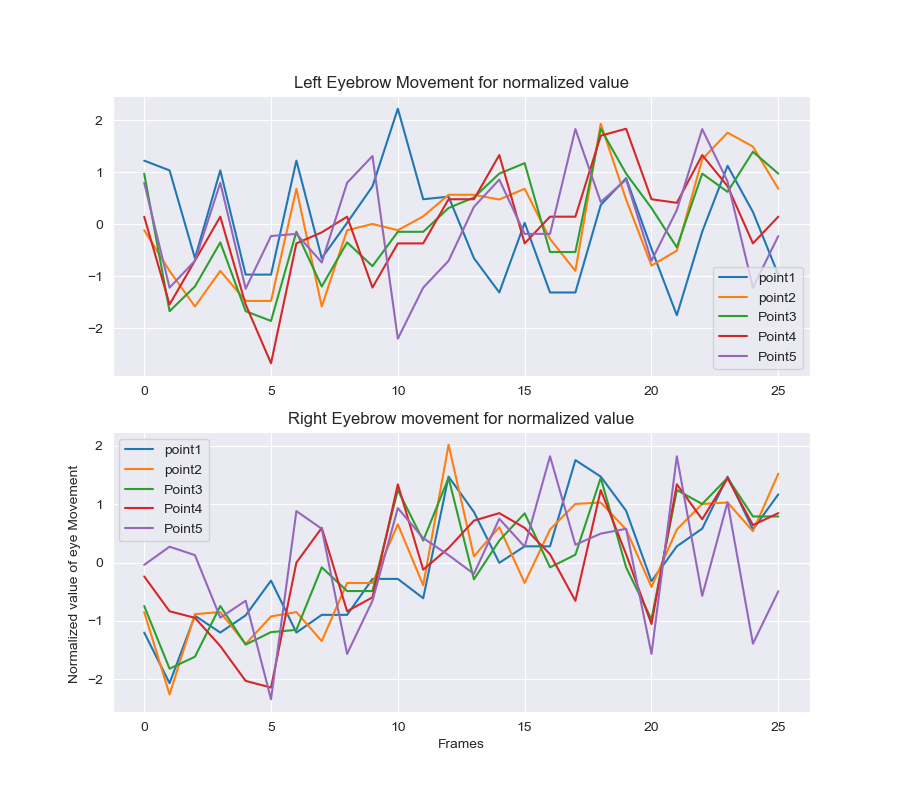 Left Eyebrow Movement for normalized value
2
1
0
−1
−2
point1
point2
Point3
Point4
Point5
0 5 10 15 20 25
Right Eyebrow movement for normalized value
Normalized value of eye Movement
2
1
0
−1
−2
point1
point2
Point3
Point4
Point5
0 5 10 15 20 25
Frames